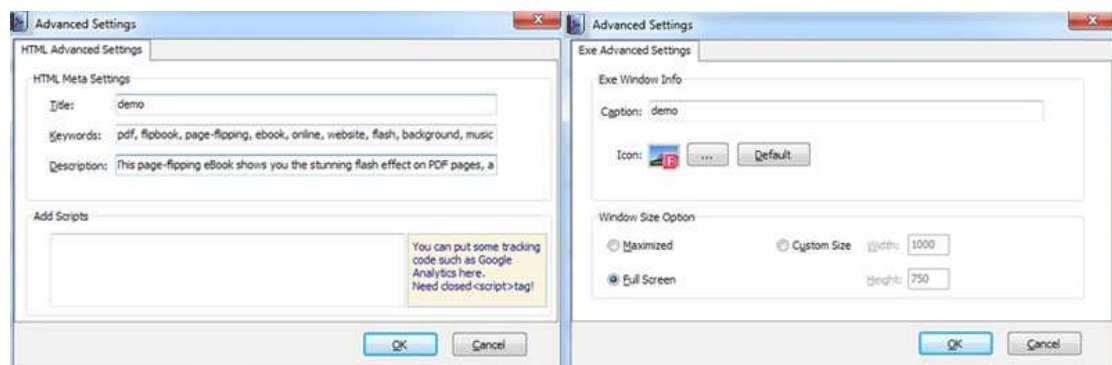 Advanced Settings
HTML Advanced Settings
HTML Meta Settings
Title: demo
Keywords: pdf, flipbook, page-flipping, ebook, online, website, flash, background, music
Description: This page-flipping eBook shows you the stunning flash effect on PDF pages, a
Add Scripts
You can put some tracking
code such as Google
Analytics here.
Need closed<script>tag!
OK Cancel
Advanced Settings
Exe Advanced Settings
Exe Window Info
Caption: demo
Icon: F ... Default
Window Size Option
Maximized Custom Size Width: 1000
Full Screen Height: 750
OK Cancel